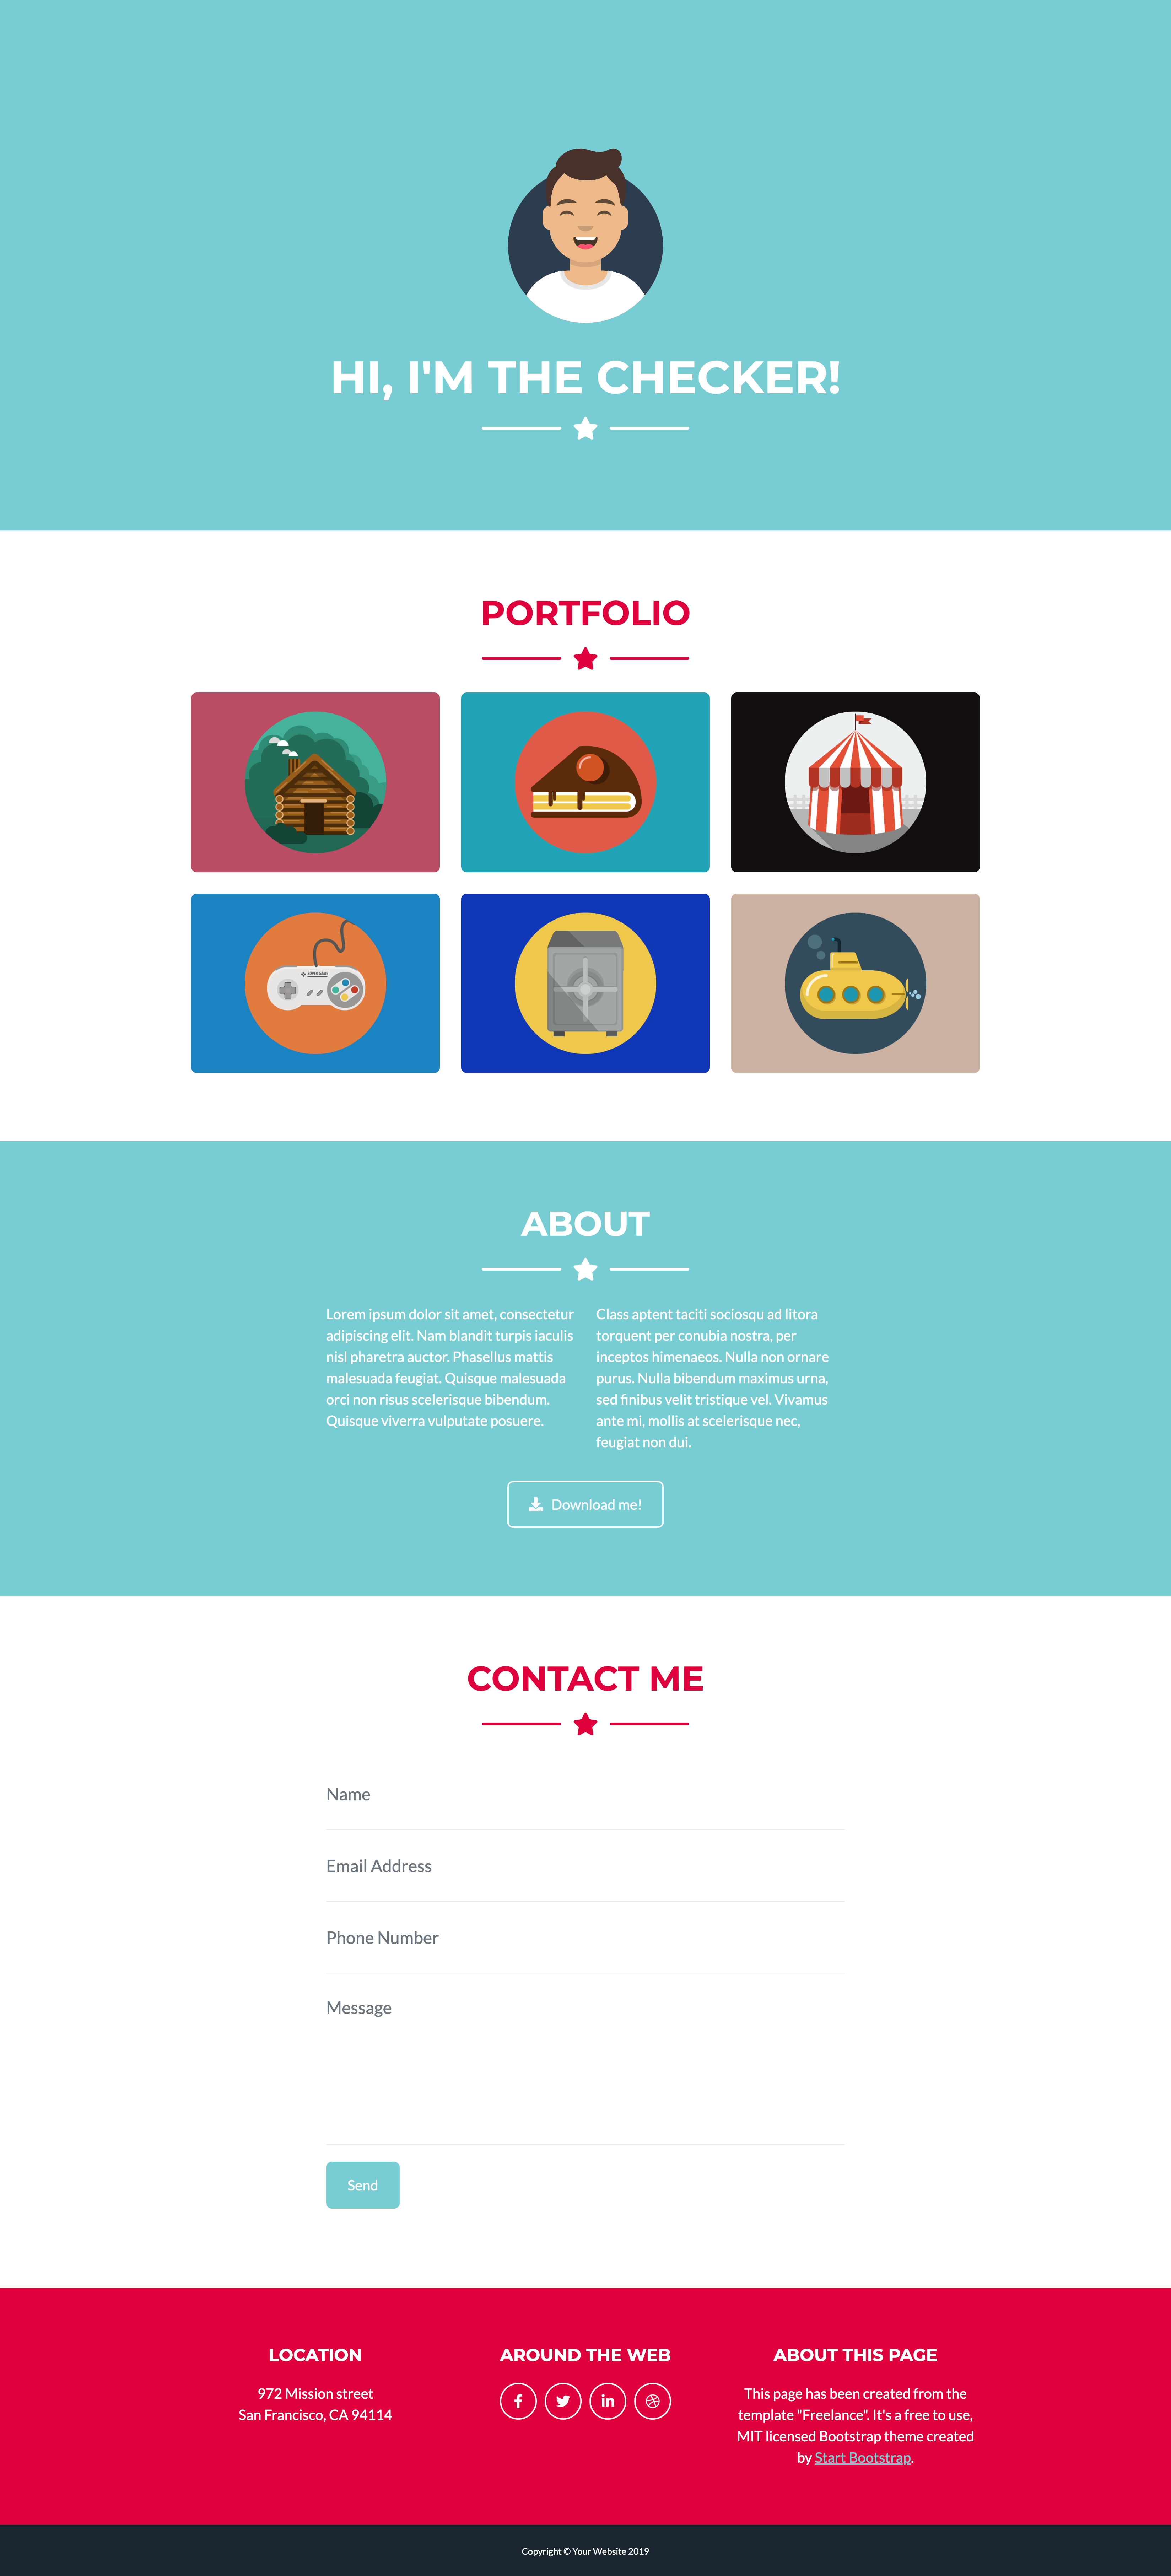 HI, I'M THE CHECKER!
PORTFOLIO
SUPER GAME
ABOUT
Lorem ipsum dolor sit amet, consectetur
adipiscing elit. Nam blandit turpis iaculis
nisl pharetra auctor. Phasellus mattis
malesuada feugiat. Quisque malesuada
orci non risus scelerisque bibendum.
Quisque viverra vulputate posuere.
Class aptent taciti sociosqu ad litora
torquent per conubia nostra, per
inceptos himenaeos. Nulla non ornare
purus. Nulla bibendum maximus urna,
sed finibus velit tristique vel. Vivamus
ante mi, mollis at scelerisque nec,
feugiat non dui.
Download me!
CONTACT ME
Name
Email Address
Phone Number
Message
Send
LOCATION
972 Mission street
San Francisco, CA 94114
AROUND THE WEB
ABOUT THIS PAGE
This page has been created from the
template "Freelance". It's a free to use,
MIT licensed Bootstrap theme created
by Start Bootstrap.
Copyright © Your Website 2019